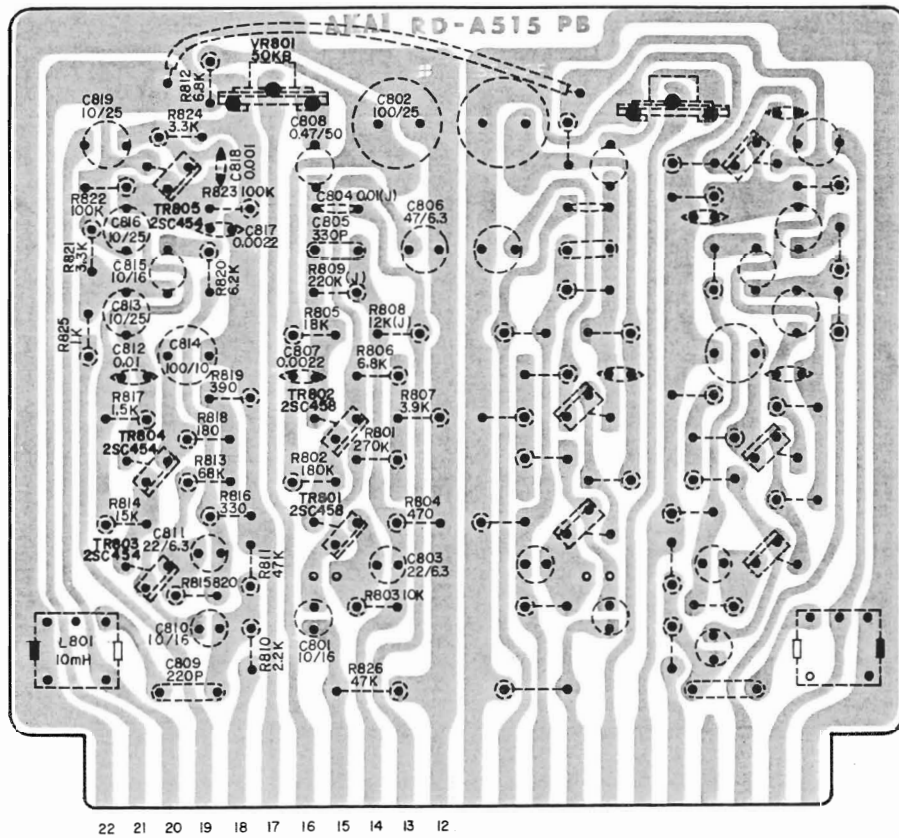 AKAI RD-A515 PB
VR801
50KB
R812
6.8K
C819
10/25
R824
3.3K
C808
0.47/50
C802
100/25
C818
0.001
R823 100K
R822
100K
TR805
2SC454
C804 0.01(J)
C806
47/6.3
C816
10/25
C817
0.0022
C805
330P
R821
3.3K
C815
10/16
R820
6.2K
R809
220K(J)
C813
10/25
R805
18K
R808
12K(J)
R825
1K
C812
0.01
C814
100/10
C807
0.0022
R806
6.8K
R819
390
R817
1.5K
TR802
2SC458
R807
3.9K
R818
180
TR804
2SC454
R801
270K
R813
68K
R802
180K
R816
330
TR801
2SC458
R804
470
R814
15K
C811
22/6.3
TR803
2SC454
R811
47K
C803
22/6.3
R815 820
R803 10K
L801
10mH
C810
10/16
R810
2.2K
C801
10/16
C809
220P
R826
47K
22 21 20 19 18 17 16 15 14 13 12